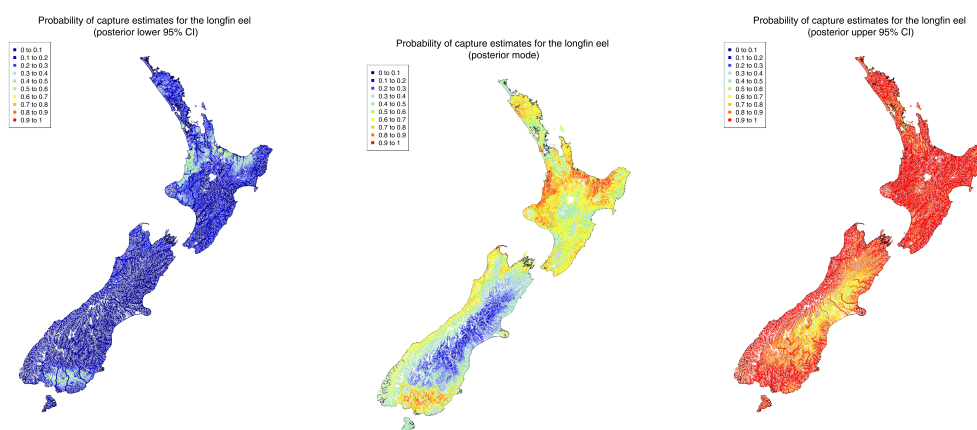 Probability of capture estimates for the longfin eel
(posterior lower 95% CI)
0 to 0.1
0.1 to 0.2
0.2 to 0.3
0.3 to 0.4
0.4 to 0.5
0.5 to 0.6
0.6 to 0.7
0.7 to 0.8
0.8 to 0.9
0.9 to 1
Probability of capture estimates for the longfin eel
(posterior mode)
0 to 0.1
0.1 to 0.2
0.2 to 0.3
0.3 to 0.4
0.4 to 0.5
0.5 to 0.6
0.6 to 0.7
0.7 to 0.8
0.8 to 0.9
0.9 to 1
Probability of capture estimates for the longfin eel
(posterior upper 95% CI)
0 to 0.1
0.1 to 0.2
0.2 to 0.3
0.3 to 0.4
0.4 to 0.5
0.5 to 0.6
0.6 to 0.7
0.7 to 0.8
0.8 to 0.9
0.9 to 1